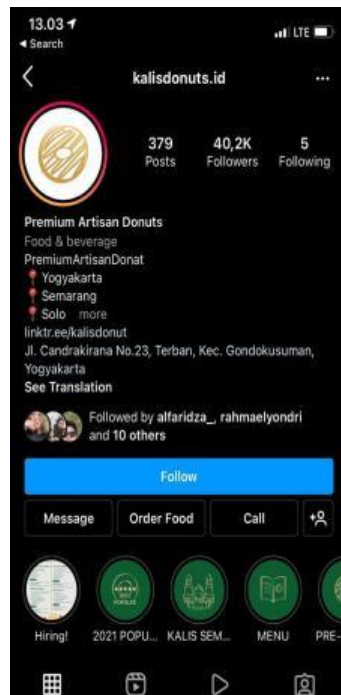 13.03
◀ Search
LTE
kalisdonuts.id
379 40,2K 5
Posts Followers Following
Premium Artisan Donuts
Food & beverage
PremiumArtisanDonat
📍 Yogyakarta
📍 Semarang
📍 Solo more
linktr.ee/kalisdonut
Jl. Candrakirana No.23, Terban, Kec. Gondokusuman,
Yogyakarta
See Translation
Followed by alfaridza_, rahmaelyondri
and 10 others
Follow
Message Order Food Call
Hiring! 2021 POPU... KALIS SEM... MENU PRE-